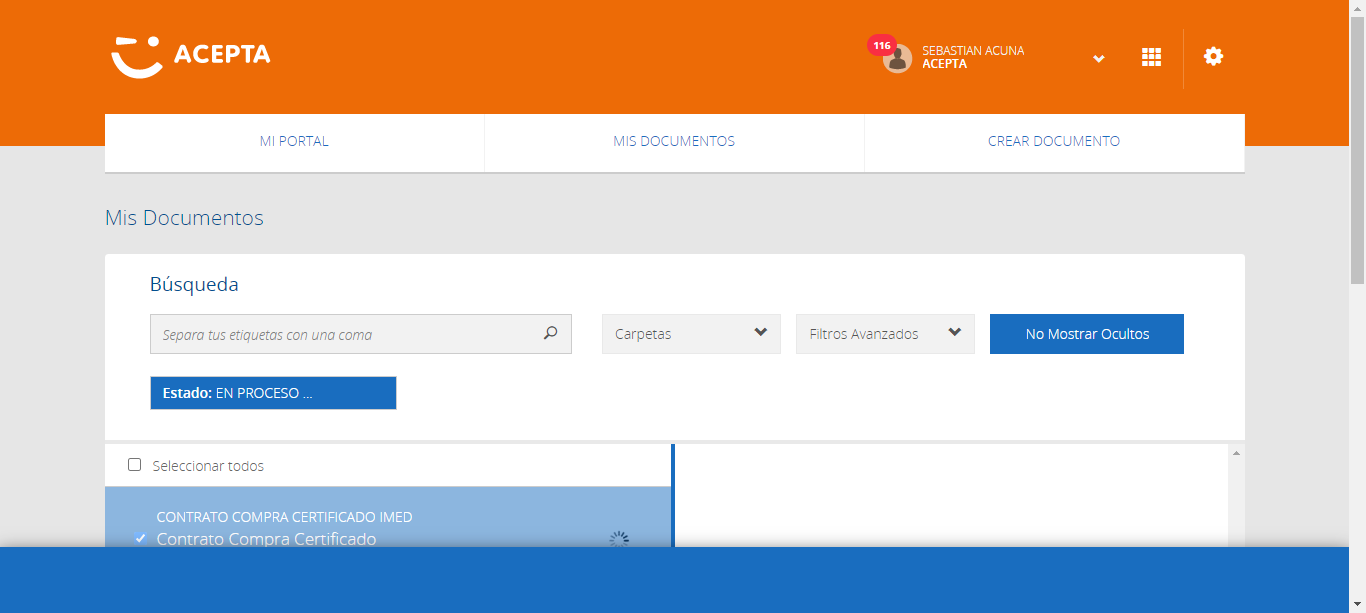 ACEPTA
116
SEBASTIAN ACUNA
ACEPTA
MI PORTAL
MIS DOCUMENTOS
CREAR DOCUMENTO
Mis Documentos
Búsqueda
Separa tus etiquetas con una coma
Carpetas
Filtros Avanzados
No Mostrar Ocultos
Estado: EN PROCESO ...
Seleccionar todos
CONTRATO COMPRA CERTIFICADO IMED
Contrato Compra Certificado